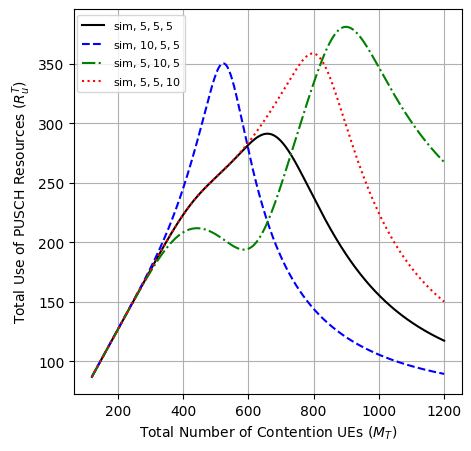 sim, 5, 5, 5
sim, 10, 5, 5
sim, 5, 10, 5
sim, 5, 5, 10
350
300
250
200
150
100
Total Use of PUSCH Resources ($R_u^T$)
200 400 600 800 1000 1200
Total Number of Contention UEs ($M_T$)